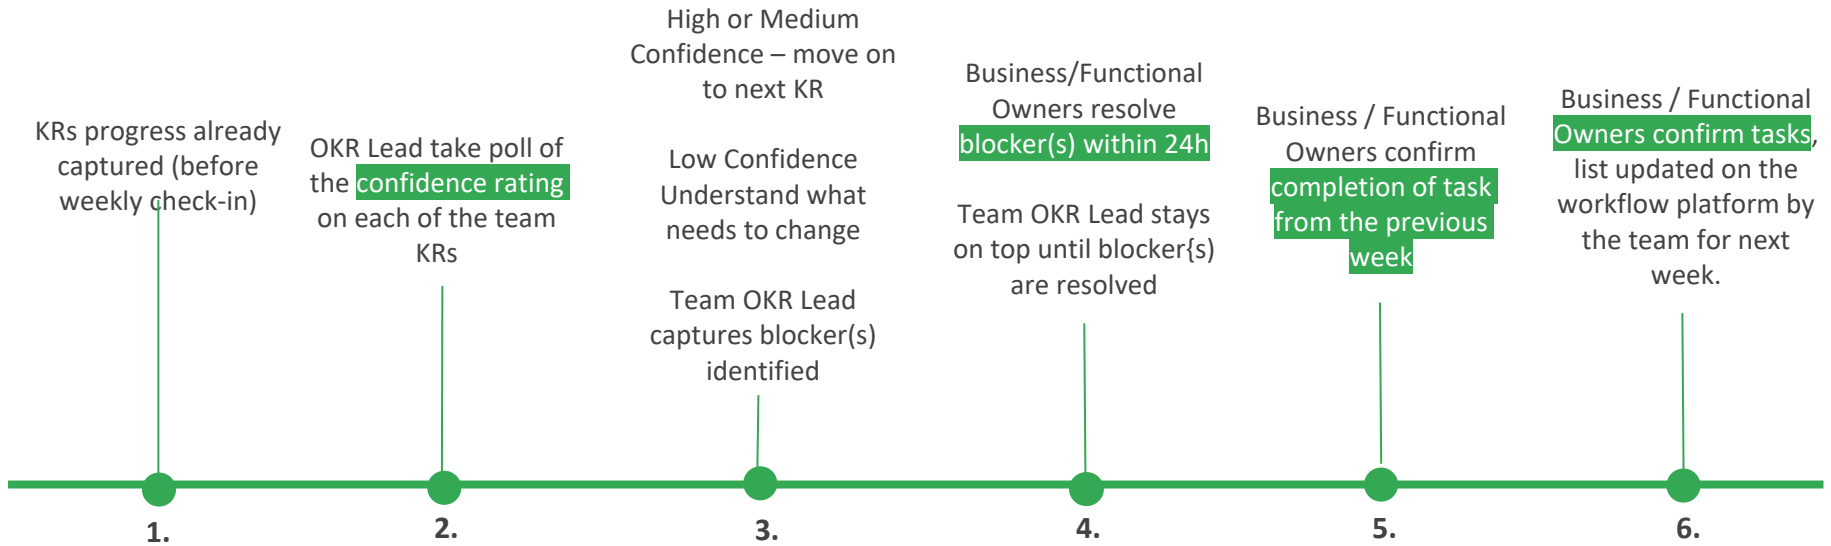 KRs progress already
captured (before
weekly check-in)
1.
OKR Lead take poll of
the confidence rating
on each of the team
KRs
2.
High or Medium
Confidence – move on
to next KR
Low Confidence
Understand what
needs to change
Team OKR Lead
captures blocker(s)
identified
3.
Business/Functional
Owners resolve
blocker(s) within 24h
Team OKR Lead stays
on top until blocker{s)
are resolved
4.
Business / Functional
Owners confirm
completion of task
from the previous
week
5.
Business / Functional
Owners confirm tasks,
list updated on the
workflow platform by
the team for next
week.
6.